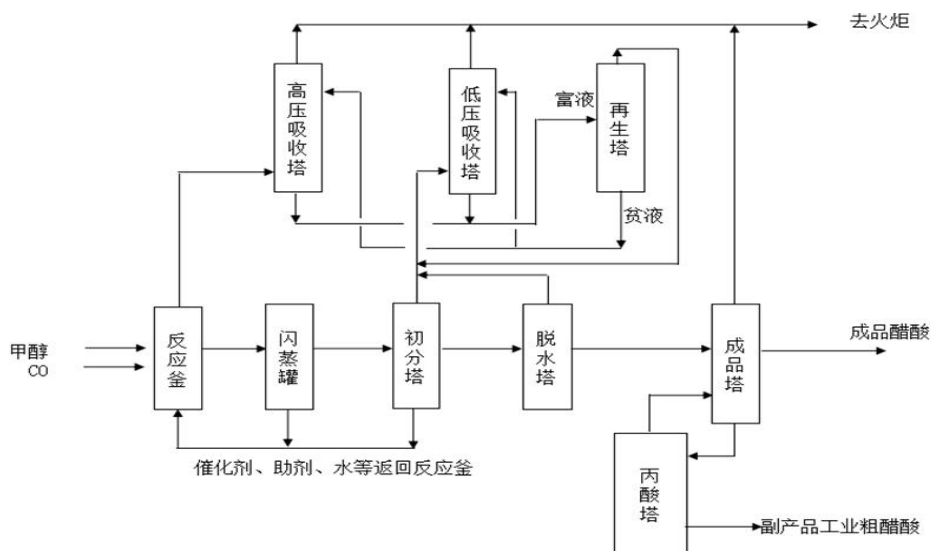 去火炬
高压吸收塔
低压吸收塔
富液
再生塔
贫液
甲醇
CO
反应釜
闪蒸罐
初分塔
脱水塔
成品塔
成品醋酸
催化剂、助剂、水等返回反应釜
丙酸塔
副产品工业粗醋酸